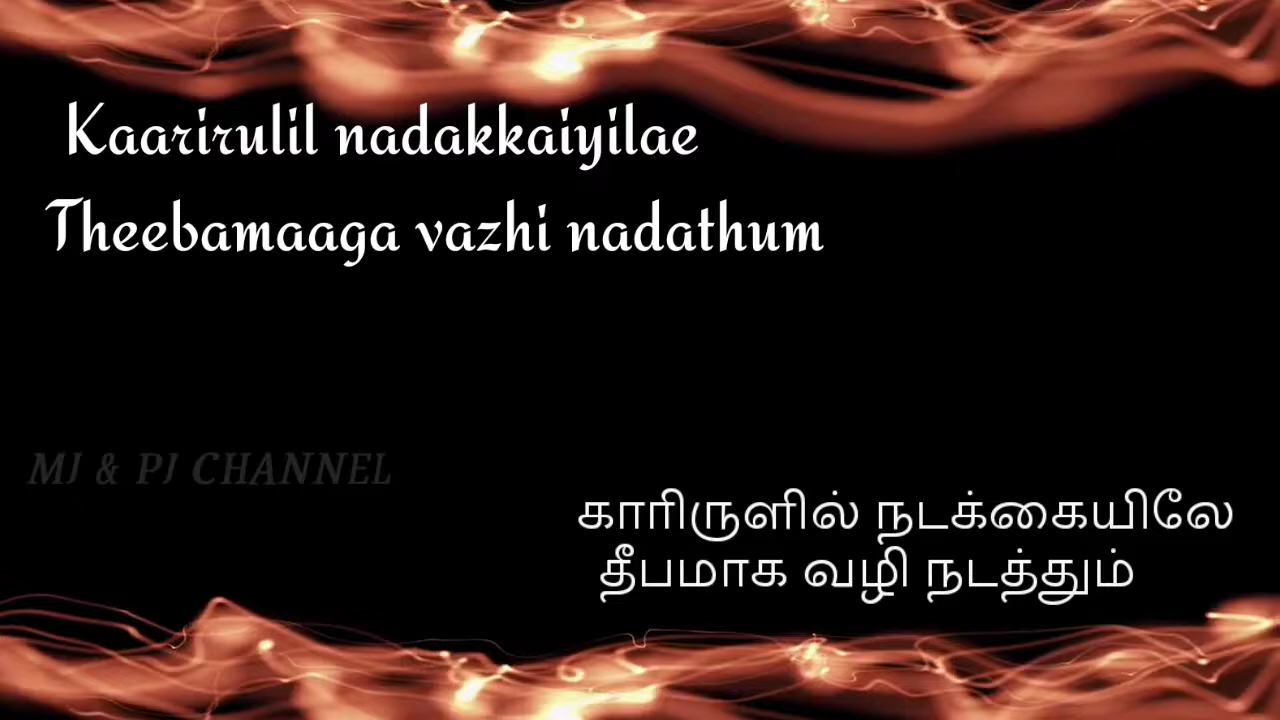 Kaarirulil nadakkaiyilae
Theebamaaga vazhi nadathum
MJ & PJ CHANNEL
காரிருளில் நடக்கையிலே
தீபமாக வழி நடத்தும்